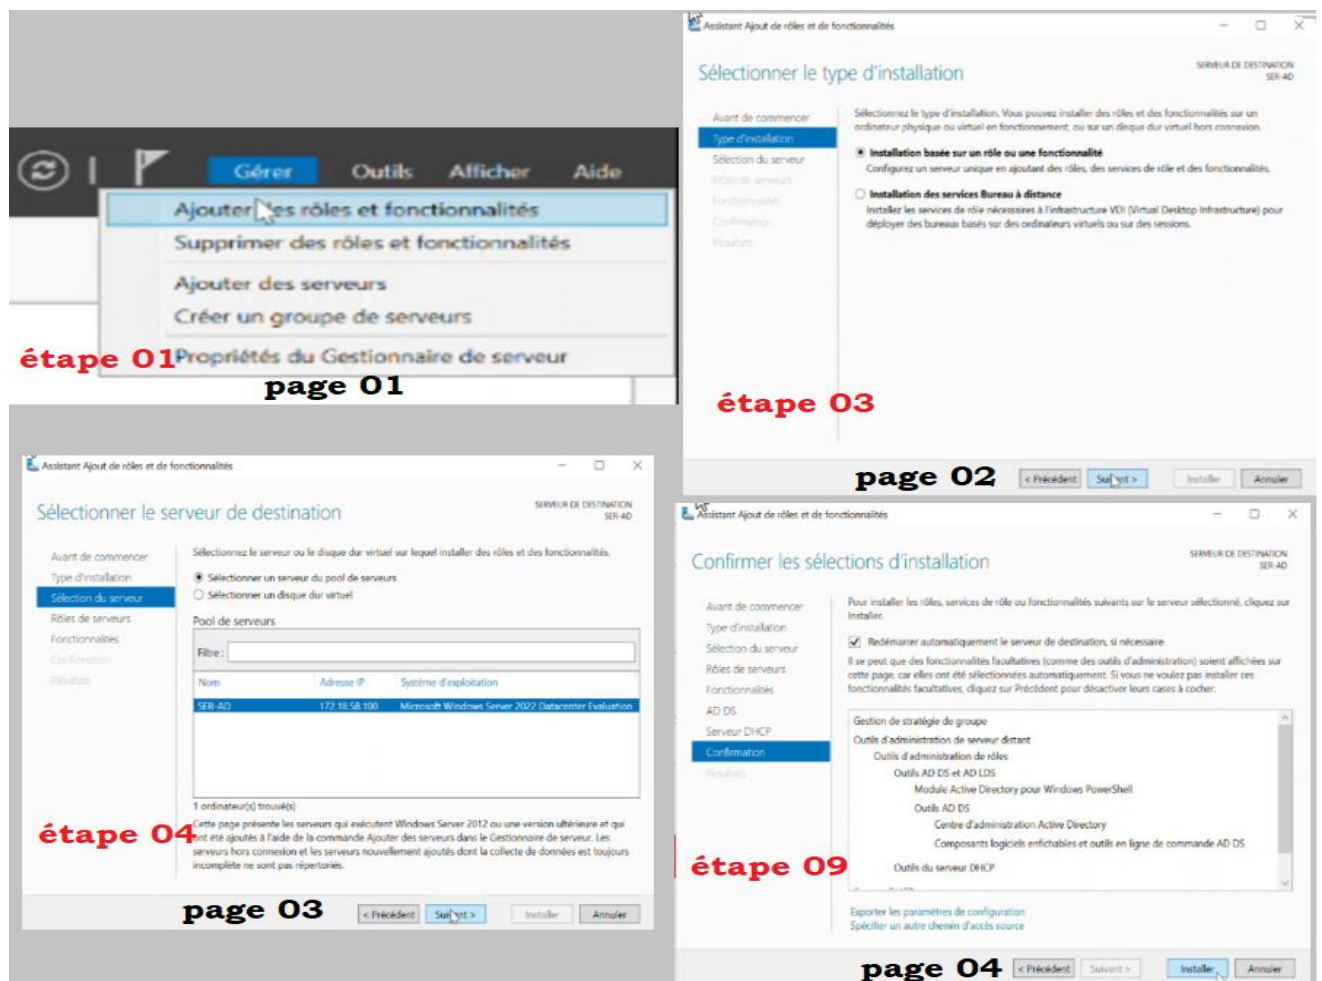 Gérer Outils Afficher Aide
Ajouter des rôles et fonctionnalités
Supprimer des rôles et fonctionnalités
Ajouter des serveurs
Créer un groupe de serveurs
Propriétés du Gestionnaire de serveur
étape 01
page 01
Assistant Ajout de rôles et de fonctionnalités
Sélectionner le type d'installation
SERVEUR DE DESTINATION
SER-AD
Avant de commencer
Type d'installation
Sélection du serveur
Rôles de serveurs
Fonctionnalités
Confirmation
Résultats
Sélectionnez le type d'installation. Vous pouvez installer des rôles et des fonctionnalités sur un
ordinateur physique ou virtuel en fonctionnement, ou sur un disque dur virtuel hors connexion.
Installation basée sur un rôle ou une fonctionnalité
Configurez un serveur unique en ajoutant des rôles, des services de rôle et des fonctionnalités.
Installation des services Bureau à distance
Installez les services de rôle nécessaires à l'infrastructure VDI (Virtual Desktop Infrastructure) pour
déployer des bureaux basés sur des ordinateurs virtuels ou sur des sessions.
étape 03
page 02
< Précédent Suivant > Installer Annuler
Assistant Ajout de rôles et de fonctionnalités
Sélectionner le serveur de destination
SERVEUR DE DESTINATION
SER-AD
Avant de commencer
Type d'installation
Sélection du serveur
Rôles de serveurs
Fonctionnalités
Confirmation
Résultats
Sélectionnez le serveur ou le disque dur virtuel sur lequel installer des rôles et des fonctionnalités.
Sélectionner un serveur du pool de serveurs
Sélectionner un disque dur virtuel
Pool de serveurs
Filtre :
Nom Adresse IP Système d'exploitation
SER-AD 172.18.58.100 Microsoft Windows Server 2022 Datacenter Evaluation
1 ordinateur(s) trouvé(s)
Cette page présente les serveurs qui exécutent Windows Server 2012 ou une version ultérieure et qui
ont été ajoutés à l'aide de la commande Ajouter des serveurs dans le Gestionnaire de serveur. Les
serveurs hors connexion et les serveurs nouvellement ajoutés dont la collecte de données est toujours
incomplète ne sont pas répertoriés.
étape 04
page 03
< Précédent Suivant > Installer Annuler
Assistant Ajout de rôles et de fonctionnalités
Confirmer les sélections d'installation
SERVEUR DE DESTINATION
SER-AD
Avant de commencer
Type d'installation
Sélection du serveur
Rôles de serveurs
Fonctionnalités
AD DS
Serveur DHCP
Confirmation
Résultats
Pour installer les rôles, services de rôle ou fonctionnalités suivants sur le serveur sélectionné, cliquez sur
Installer.
Redémarrer automatiquement le serveur de destination, si nécessaire
Il se peut que des fonctionnalités facultatives (comme des outils d'administration) soient affichées sur
cette page, car elles ont été sélectionnées automatiquement. Si vous ne voulez pas installer ces
fonctionnalités facultatives, cliquez sur Précédent pour désactiver leurs cases à cocher.
Gestion de stratégie de groupe
Outils d'administration de serveur distant
Outils d'administration de rôles
Outils AD DS et AD LDS
Module Active Directory pour Windows PowerShell
Outils AD DS
Centre d'administration Active Directory
Composants logiciels enfichables et outils en ligne de commande AD DS
Outils du serveur DHCP
Exporter les paramètres de configuration
Spécifier un autre chemin d'accès source
étape 09
page 04
< Précédent Suivant > Installer Annuler